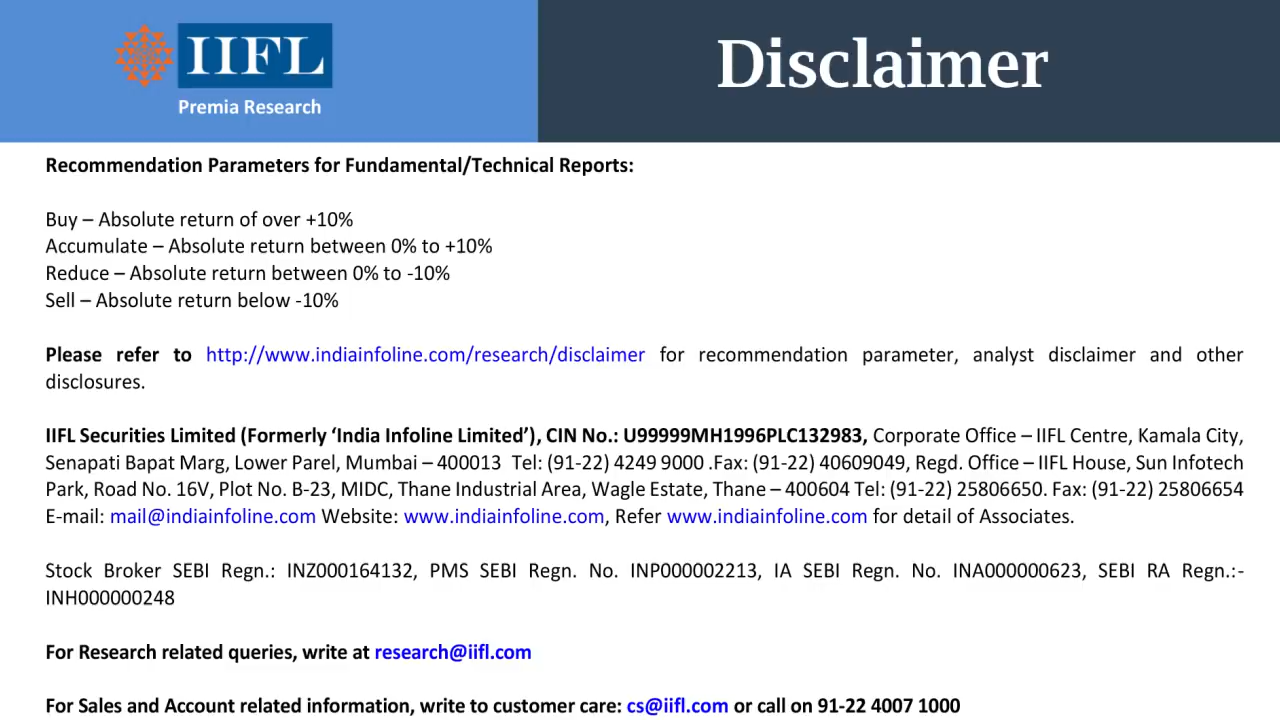 IIFL
Premia Research
Disclaimer
Recommendation Parameters for Fundamental/Technical Reports:
Buy – Absolute return of over +10%
Accumulate – Absolute return between 0% to +10%
Reduce – Absolute return between 0% to -10%
Sell – Absolute return below -10%
Please refer to http://www.indiainfoline.com/research/disclaimer for recommendation parameter, analyst disclaimer and other
disclosures.
IIFL Securities Limited (Formerly ‘India Infoline Limited’), CIN No.: U99999MH1996PLC132983, Corporate Office – IIFL Centre, Kamala City,
Senapati Bapat Marg, Lower Parel, Mumbai – 400013 Tel: (91-22) 4249 9000 .Fax: (91-22) 40609049, Regd. Office – IIFL House, Sun Infotech
Park, Road No. 16V, Plot No. B-23, MIDC, Thane Industrial Area, Wagle Estate, Thane – 400604 Tel: (91-22) 25806650. Fax: (91-22) 25806654
E-mail: mail@indiainfoline.com Website: www.indiainfoline.com, Refer www.indiainfoline.com for detail of Associates.
Stock Broker SEBI Regn.: INZ000164132, PMS SEBI Regn. No. INP000002213, IA SEBI Regn. No. INA000000623, SEBI RA Regn.:-
INH000000248
For Research related queries, write at research@iifl.com
For Sales and Account related information, write to customer care: cs@iifl.com or call on 91-22 4007 1000